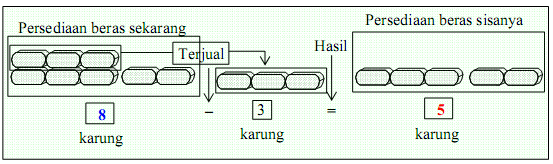 Persediaan beras sekarang
Persediaan beras sisanya
Terjual
Hasil
8 – 3 = 5
karung karung karung